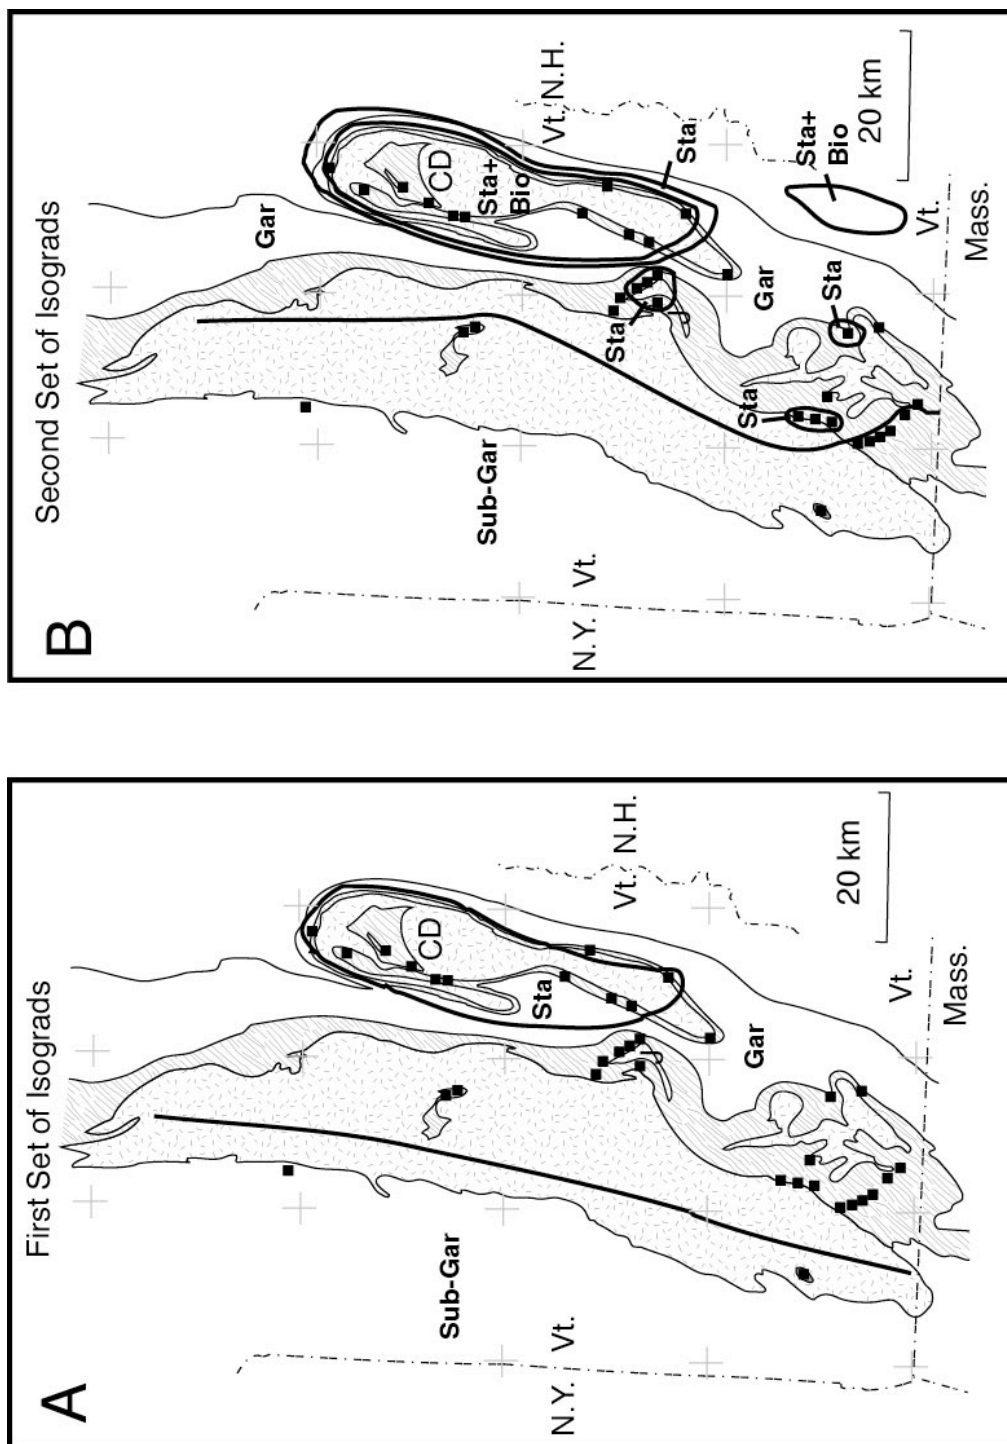 A
First Set of Isograds
Sub-Gar
N.Y.
Vt.
CD
Sta
Gar
Vt.
N.H.
20 km
Vt.
Mass.
B
Second Set of Isograds
Gar
Sub-Gar
N.Y.
Vt.
CD
Sta+
Bio
Vt.
N.H.
Sta
Sta
Gar
Sta
Sta
Sta+
Bio
20 km
Vt.
Mass.